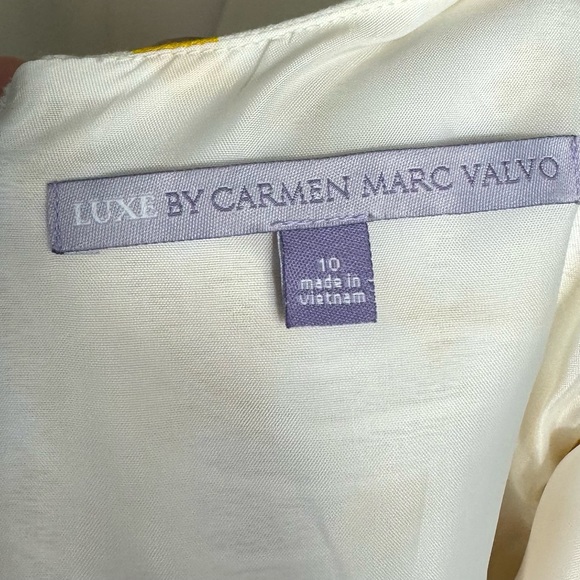 LUXE BY CARMEN MARC VALVO
10
made in
vietnam